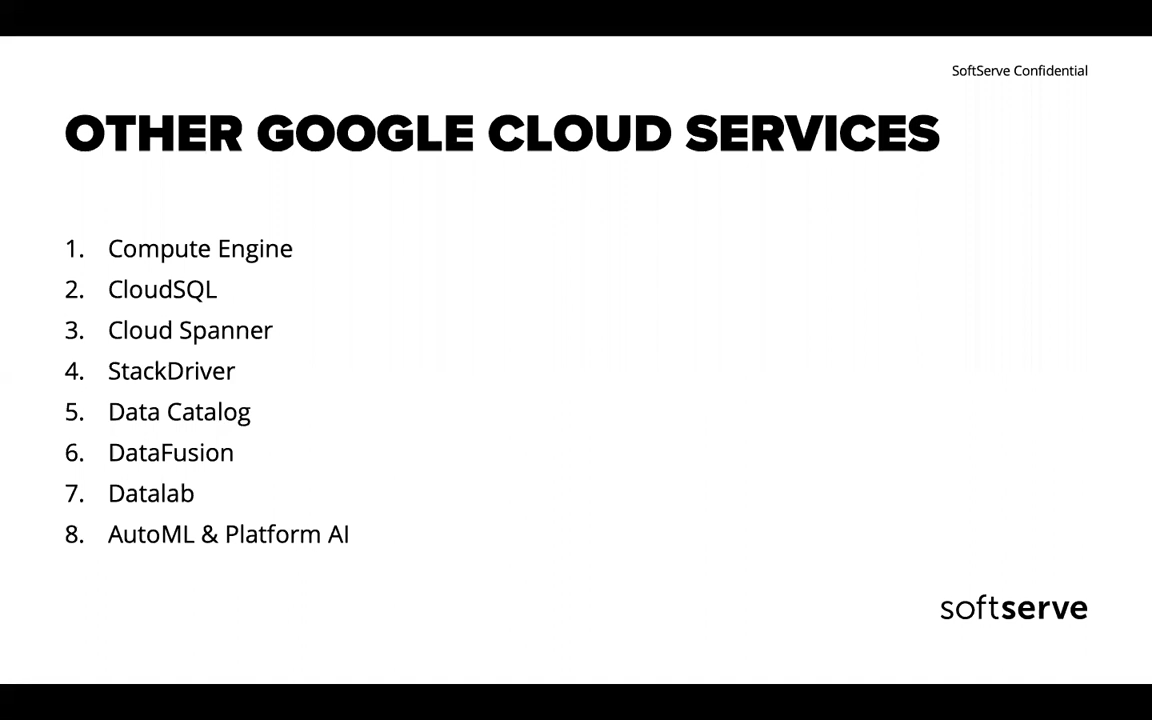 SoftServe Confidential
OTHER GOOGLE CLOUD SERVICES
1. Compute Engine
2. CloudSQL
3. Cloud Spanner
4. StackDriver
5. Data Catalog
6. DataFusion
7. Datalab
8. AutoML & Platform AI
softserve